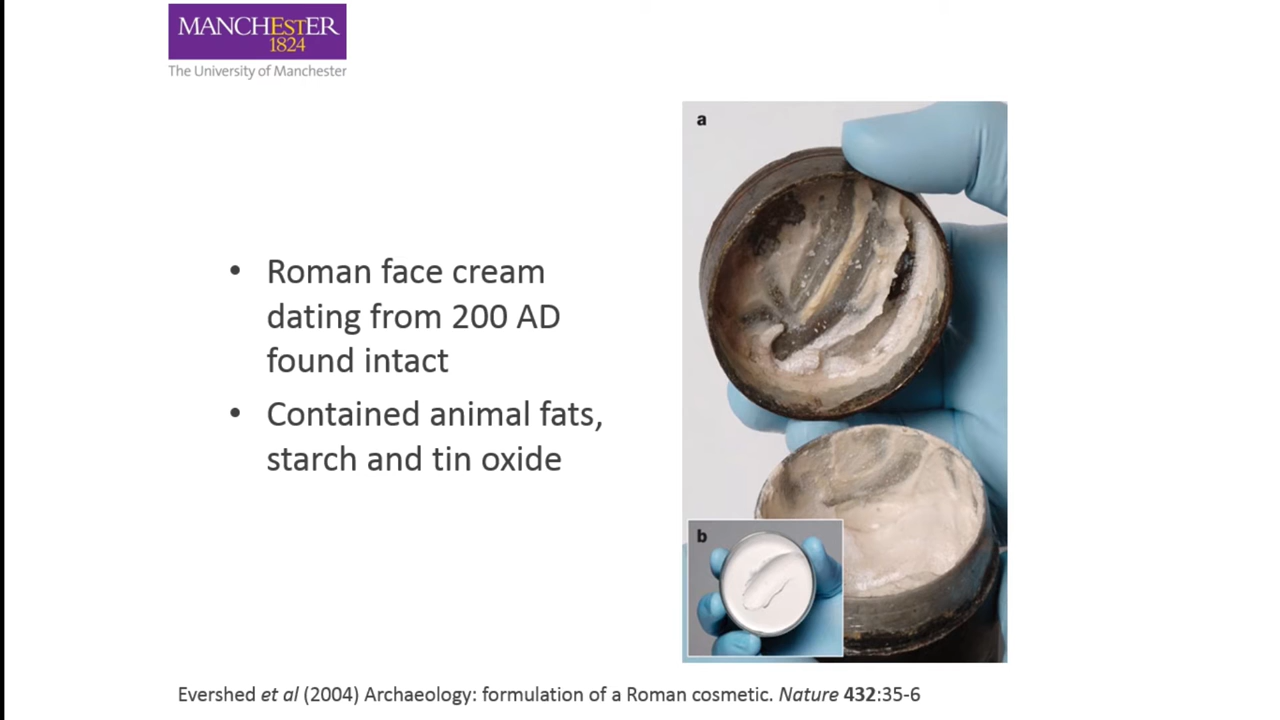 MANCHESTER
1824
The University of Manchester
a
• Roman face cream
dating from 200 AD
found intact
• Contained animal fats,
starch and tin oxide
b
Evershed et al (2004) Archaeology: formulation of a Roman cosmetic. Nature 432:35-6